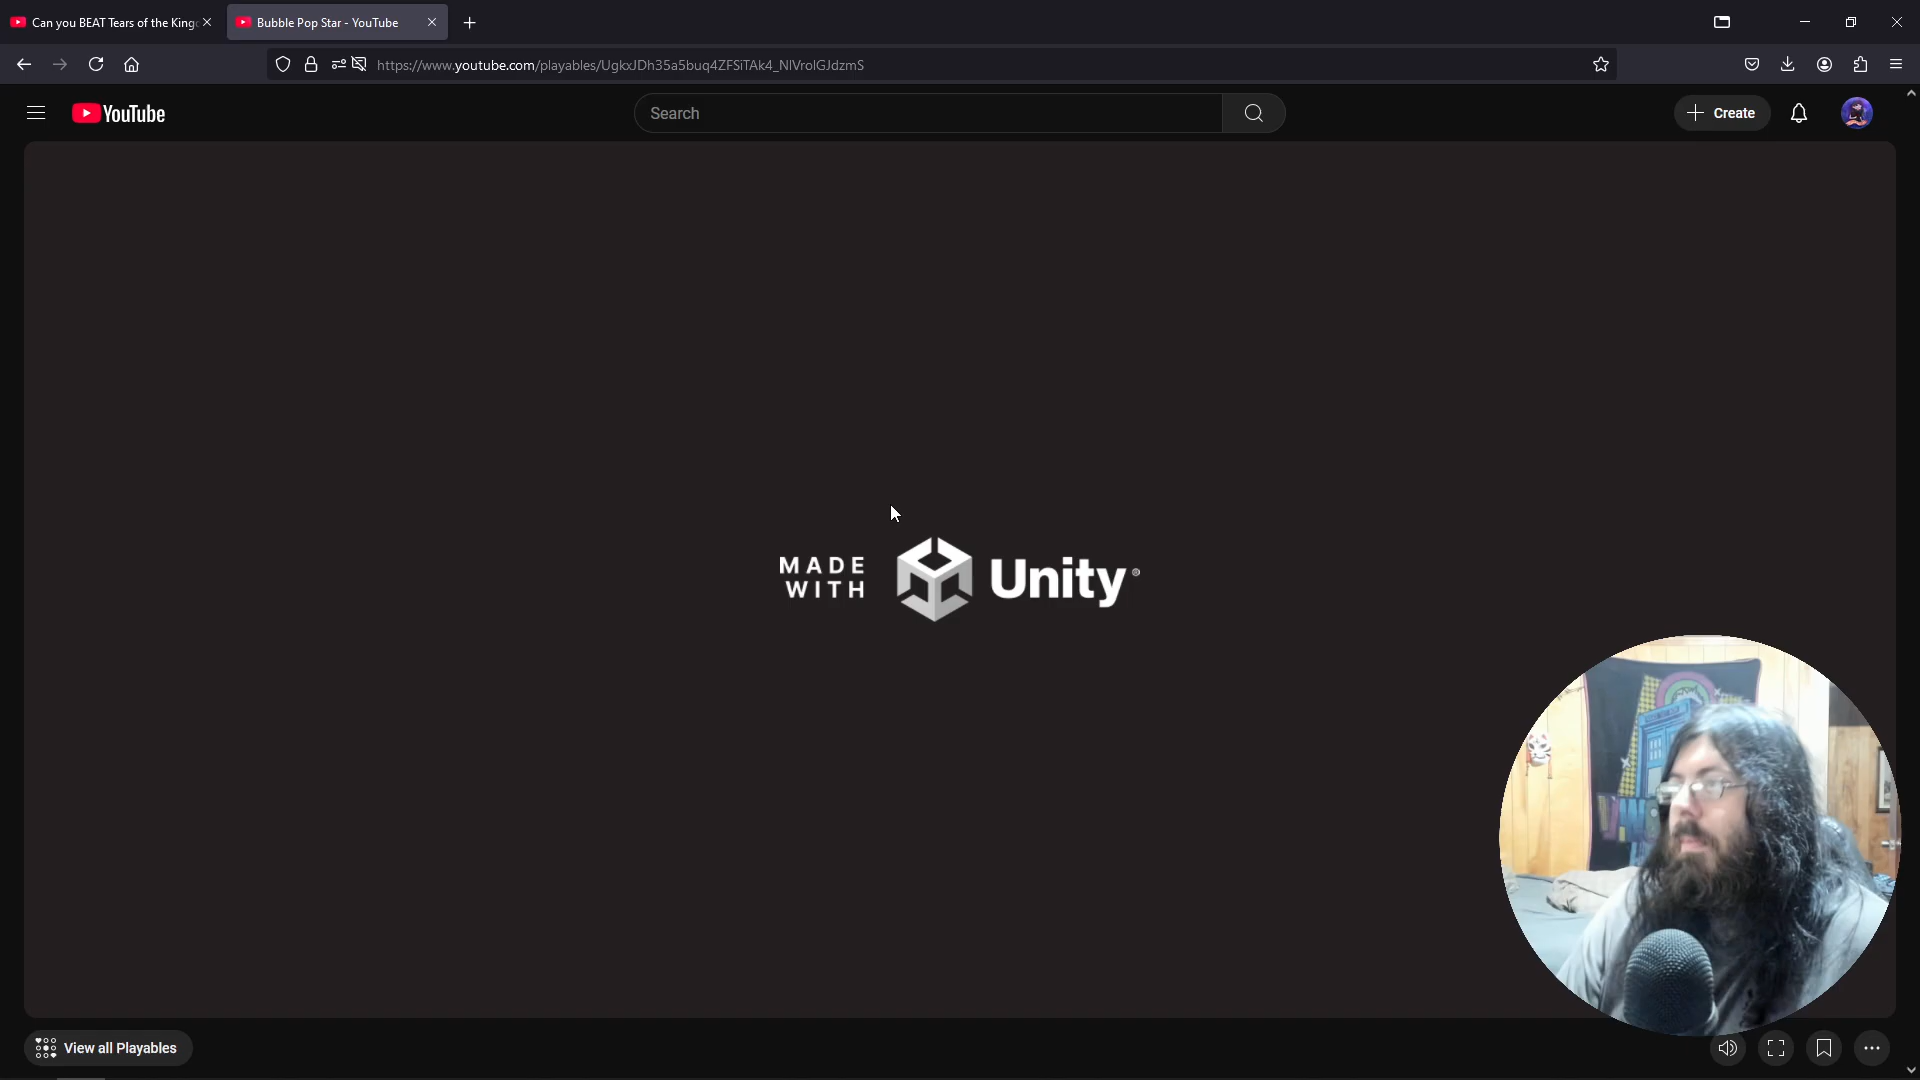 Can you BEAT Tears of the King
Bubble Pop Star - YouTube
https://www.youtube.com/playables/UgkxJDh35a5buq4ZFSiTAk4_NIVrolGJdzmS
YouTube
Search
Create
MADE
WITH
Unity
View all Playables